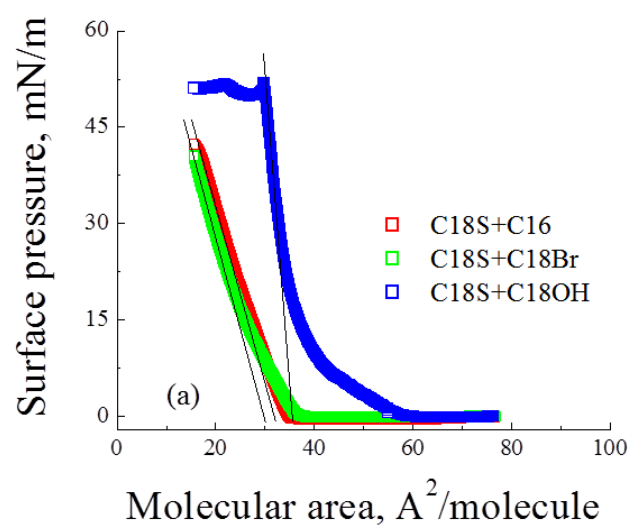 60
45
30
15
0
Surface pressure, mN/m
C18S+C16
C18S+C18Br
C18S+C18OH
(a)
0 20 40 60 80 100
Molecular area, A²/molecule